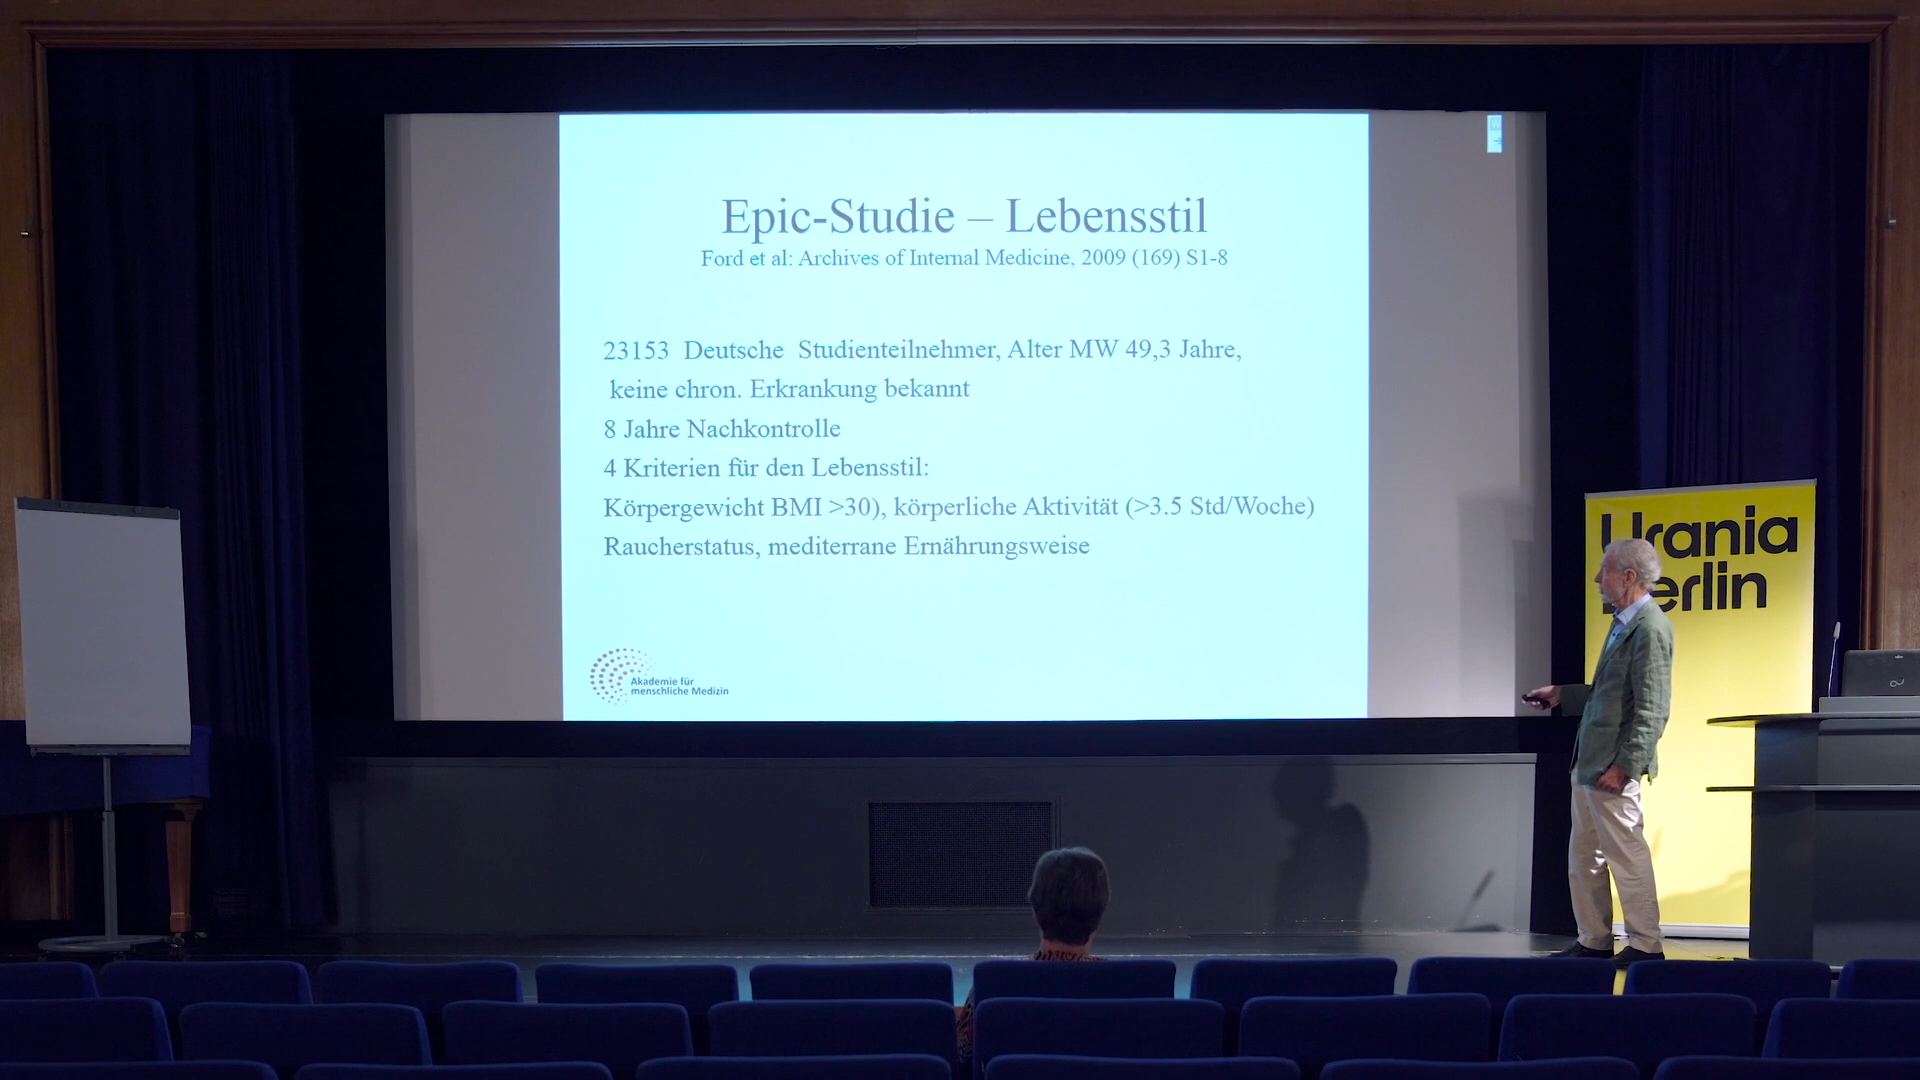 Epic-Studie – Lebensstil
Ford et al: Archives of Internal Medicine, 2009 (169) S1-8
23153 Deutsche Studienteilnehmer, Alter MW 49,3 Jahre,
keine chron. Erkrankung bekannt
8 Jahre Nachkontrolle
4 Kriterien für den Lebensstil:
Körpergewicht BMI >30), körperliche Aktivität (>3.5 Std/Woche)
Raucherstatus, mediterrane Ernährungsweise
Akademie für
menschliche Medizin
Urania
Berlin